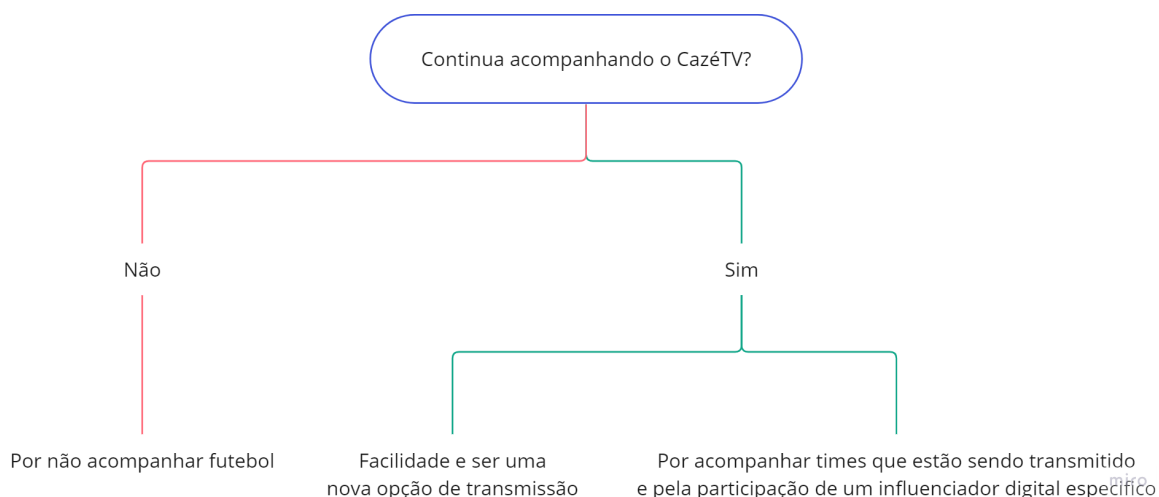 Continua acompanhando o CazéTV?
Não
Sim
Por não acompanhar futebol
Facilidade e ser uma
nova opção de transmissão
Por acompanhar times que estão sendo transmitido
e pela participação de um influenciador digital específico
miro